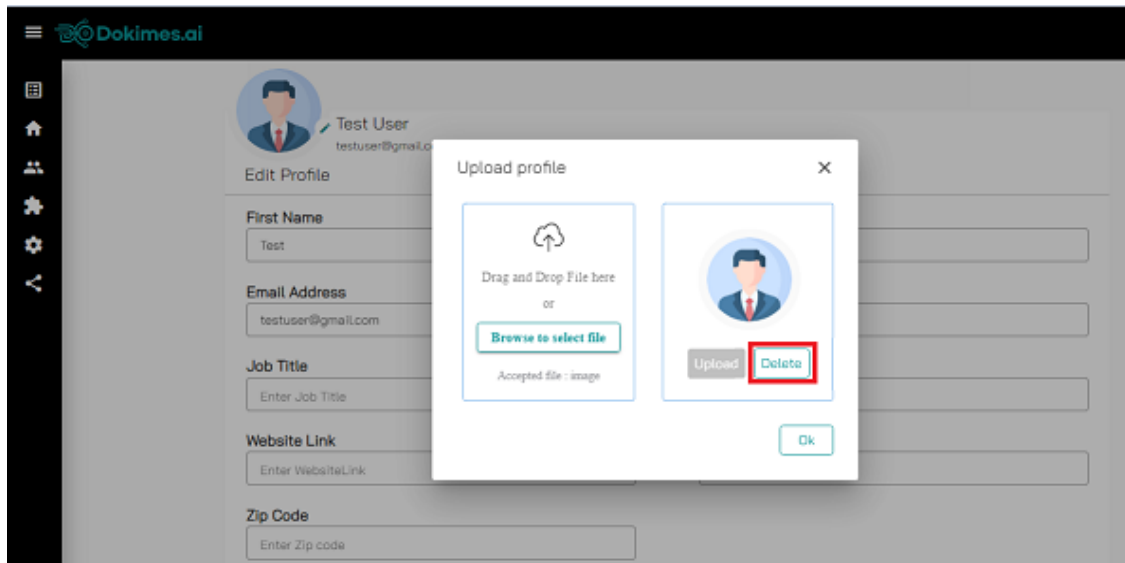 Dokimes.ai
Test User
testuser@gmail.c
Edit Profile
First Name
Test
Email Address
testuser@gmail.com
Job Title
Enter Job Title
Website Link
Enter WebsiteLink
Zip Code
Enter Zip code
Upload profile
Drag and Drop File here
or
Browse to select file
Accepted file : image
Upload
Delete
Ok